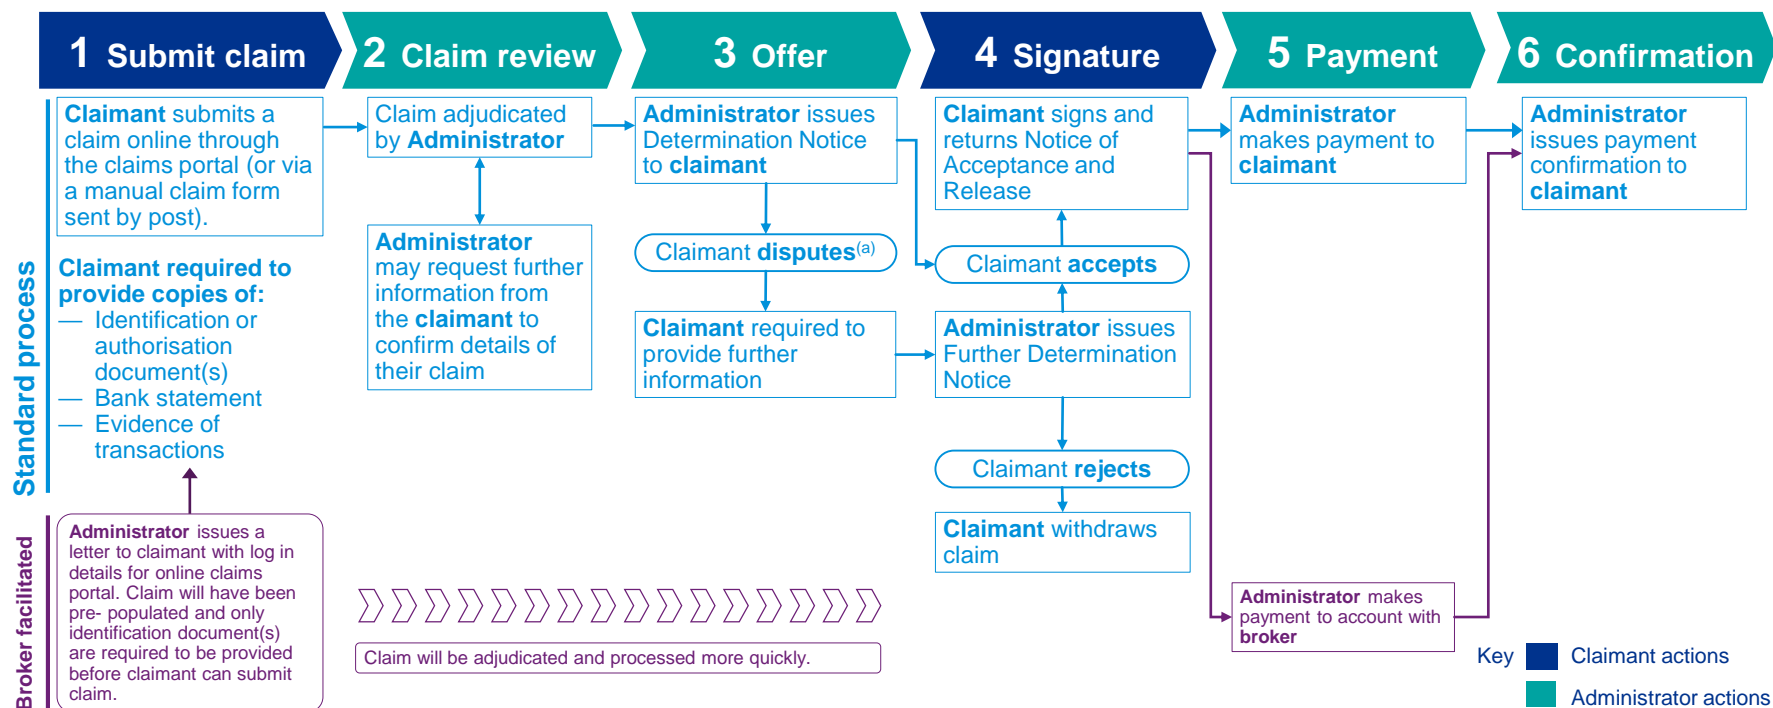 1 Submit claim
2 Claim review
3 Offer
4 Signature
5 Payment
6 Confirmation
Standard process
Claimant submits a
claim online through
the claims portal (or via
a manual claim form
sent by post).
Claimant required to
provide copies of:
— Identification or
authorisation
document(s)
— Bank statement
— Evidence of
transactions
Claim adjudicated
by Administrator
Administrator
may request further
information from
the claimant to
confirm details of
their claim
Administrator issues
Determination Notice
to claimant
Claimant disputes(a)
Claimant required to
provide further
information
Claimant signs and
returns Notice of
Acceptance and
Release
Claimant accepts
Administrator issues
Further Determination
Notice
Claimant rejects
Claimant withdraws
claim
Administrator
makes payment to
claimant
Administrator
issues payment
confirmation to
claimant
Broker facilitated
Administrator issues a
letter to claimant with log in
details for online claims
portal. Claim will have been
pre- populated and only
identification document(s)
are required to be provided
before claimant can submit
claim.
Claim will be adjudicated and processed more quickly.
Administrator makes
payment to account with
broker
Key
Claimant actions
Administrator actions